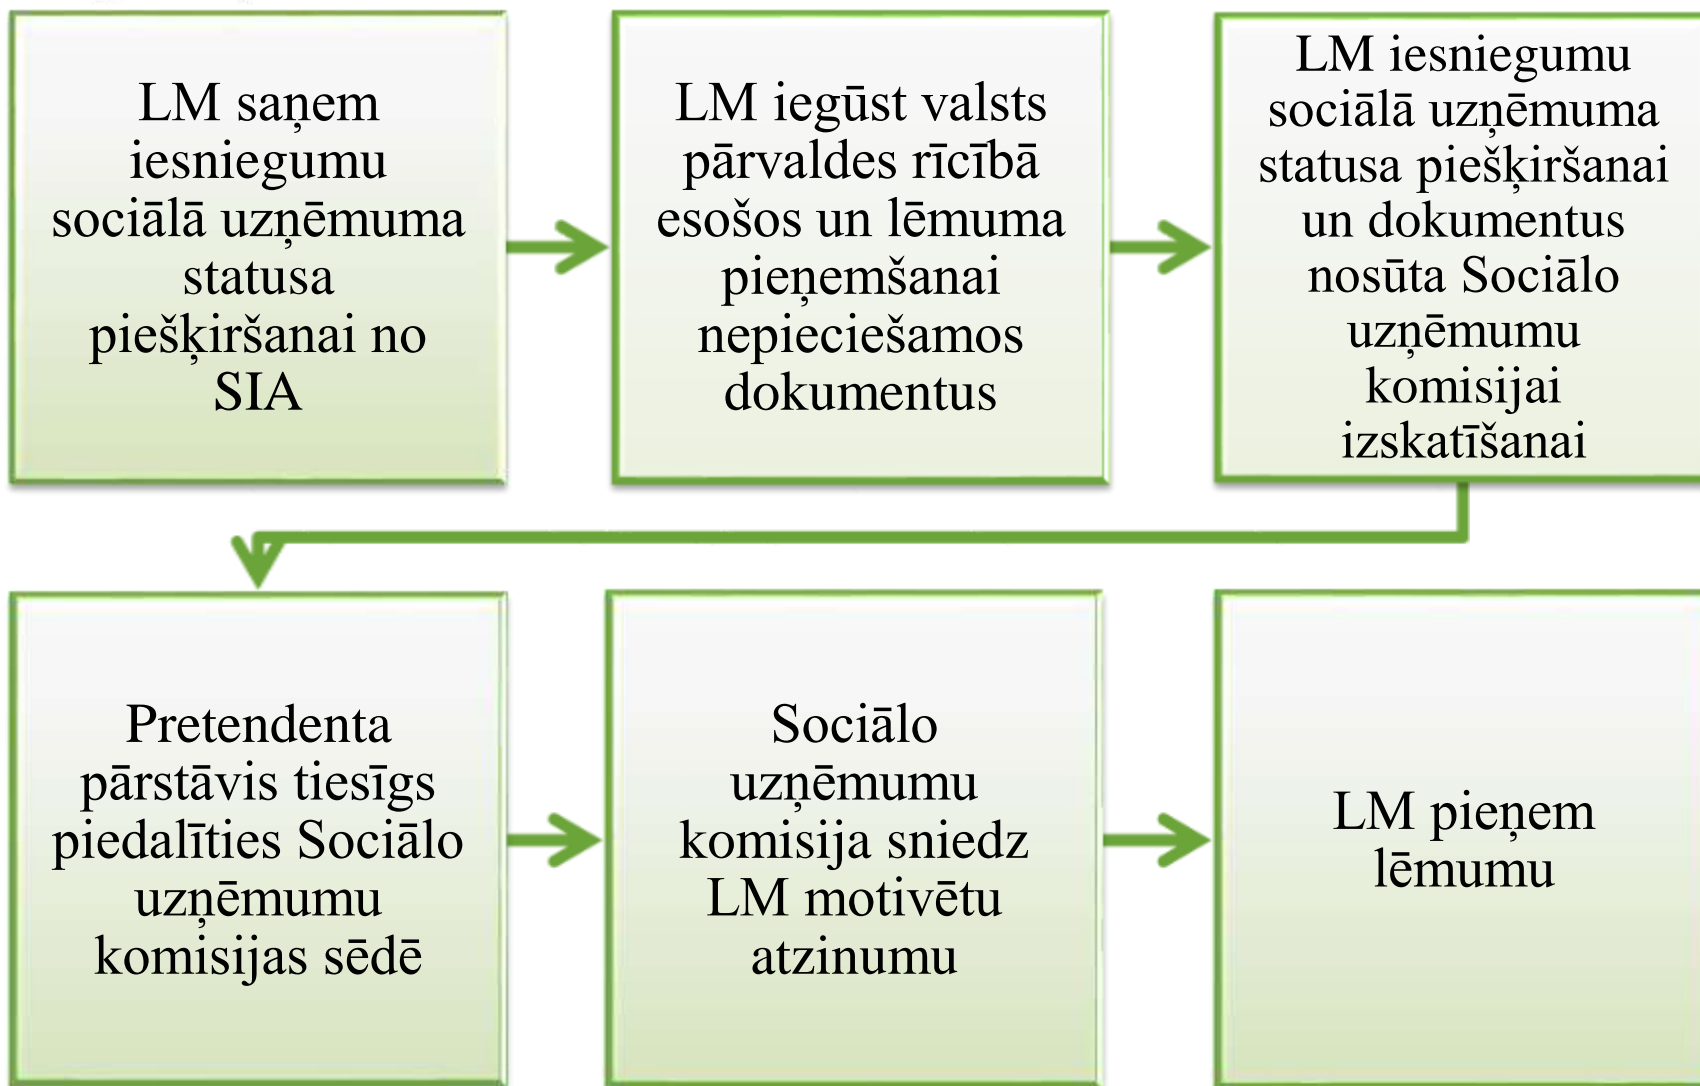 LM saņem
iesniegumu
sociālā uzņēmuma
statusa
piešķiršanai no
SIA
LM iegūst valsts
pārvaldes rīcībā
esošos un lēmuma
pieņemšanai
nepieciešamos
dokumentus
LM iesniegumu
sociālā uzņēmuma
statusa piešķiršanai
un dokumentus
nosūta Sociālo
uzņēmumu
komisijai
izskatīšanai
Pretendenta
pārstāvis tiesīgs
piedalīties Sociālo
uzņēmumu
komisijas sēdē
Sociālo
uzņēmumu
komisija sniedz
LM motivētu
atzinumu
LM pieņem
lēmumu